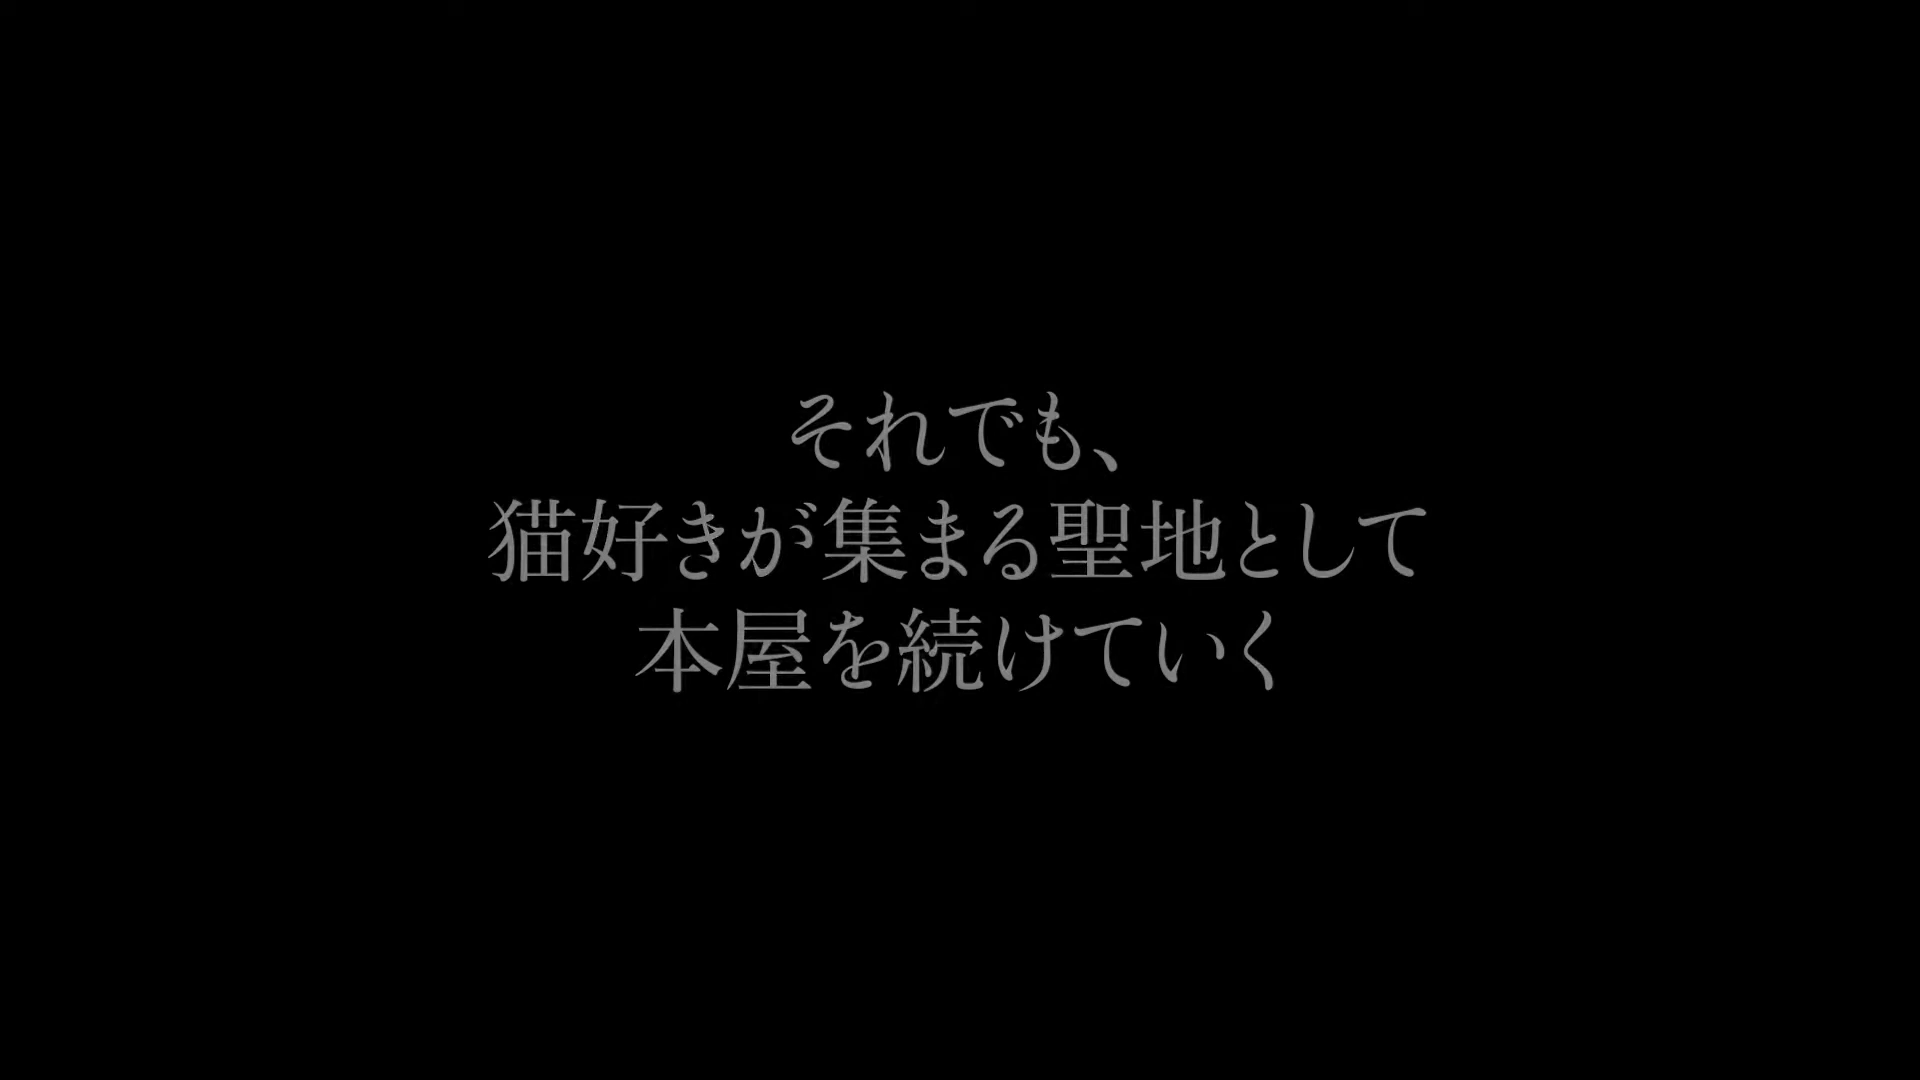 それでも、
猫好きが集まる聖地として
本屋を続けていく